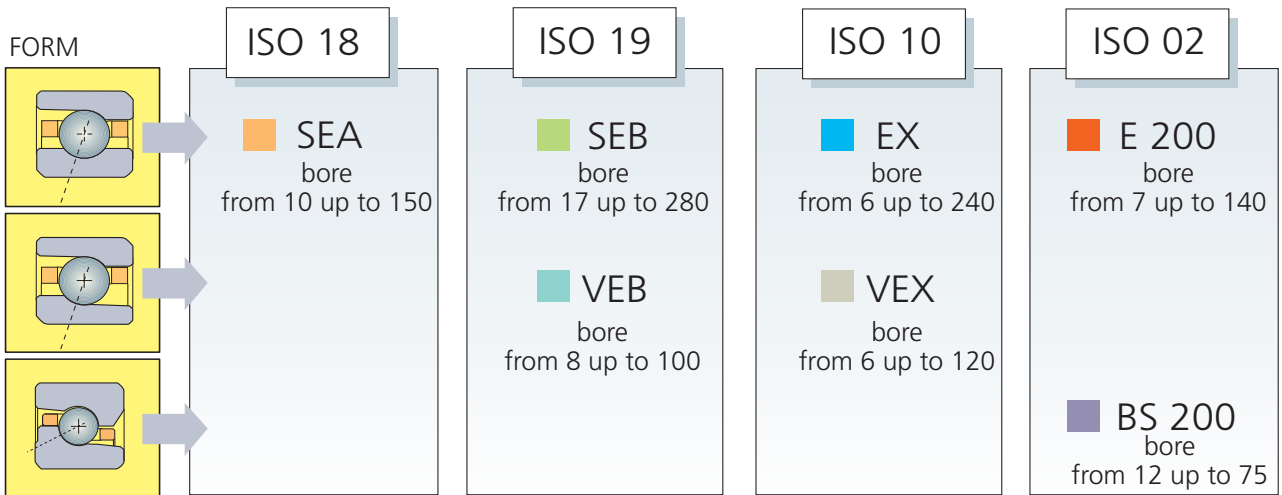 FORM
ISO 18
SEA
bore
from 10 up to 150
ISO 19
SEB
bore
from 17 up to 280
VEB
bore
from 8 up to 100
ISO 10
EX
bore
from 6 up to 240
VEX
bore
from 6 up to 120
ISO 02
E 200
bore
from 7 up to 140
BS 200
bore
from 12 up to 75